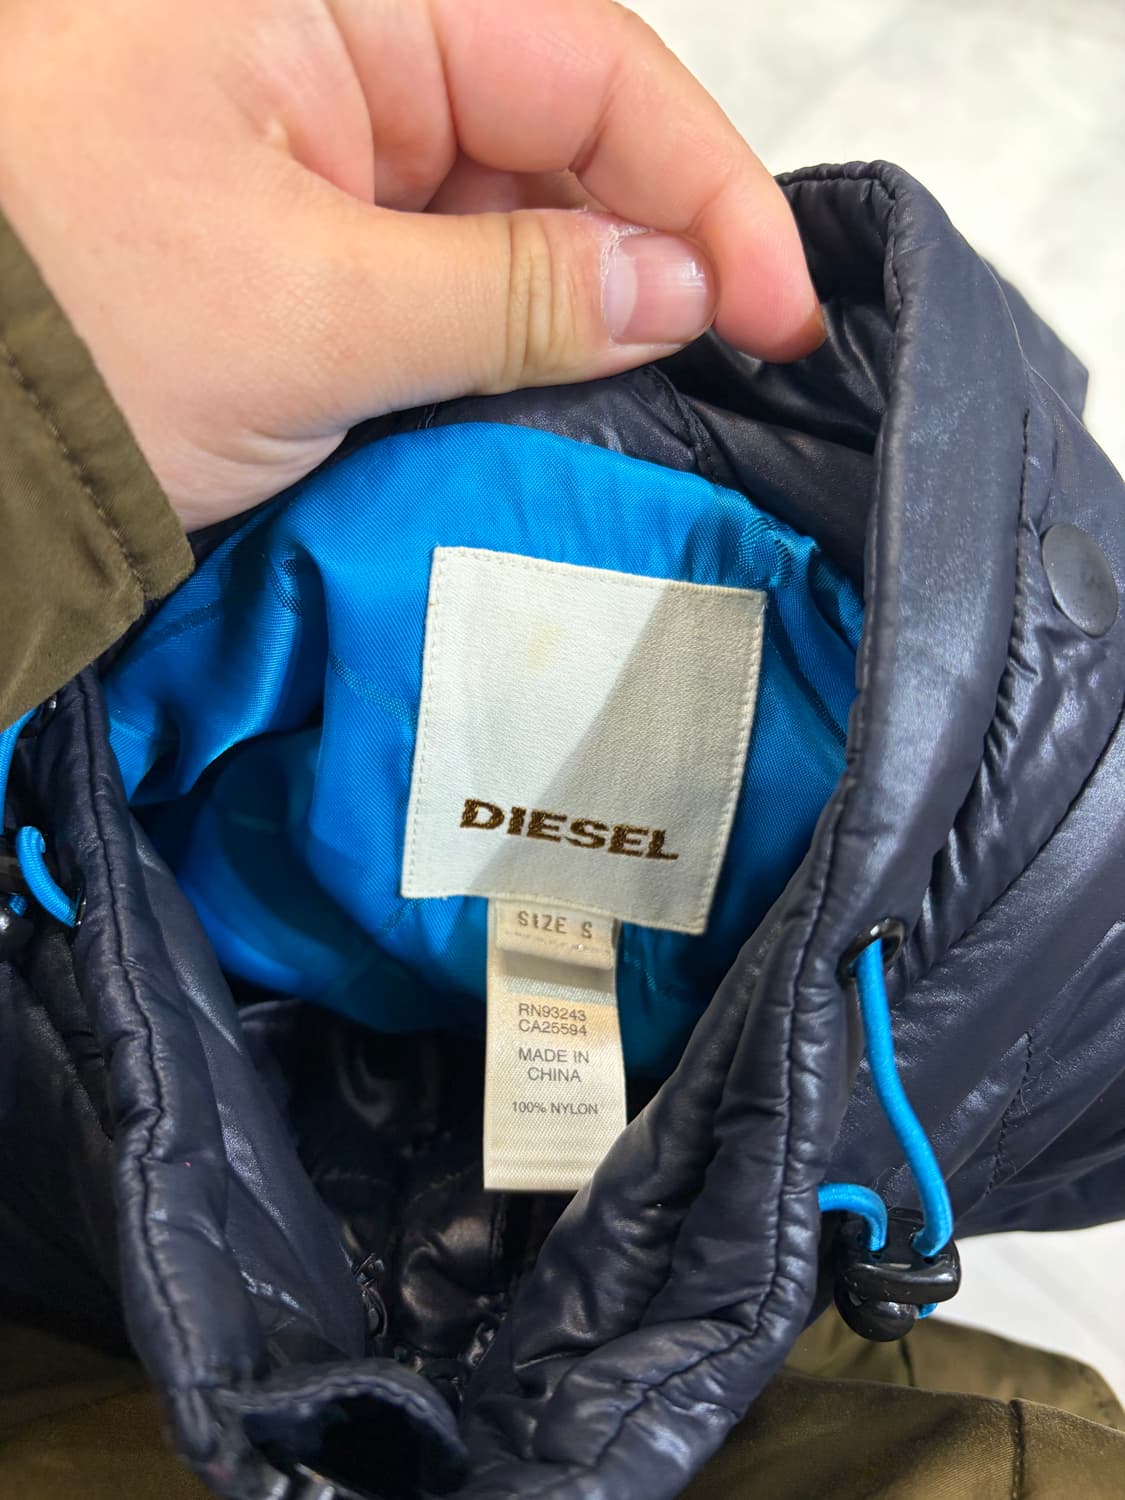 DIESEL
SIZE S
RN93243
CA25594
MADE IN
CHINA
100% NYLON